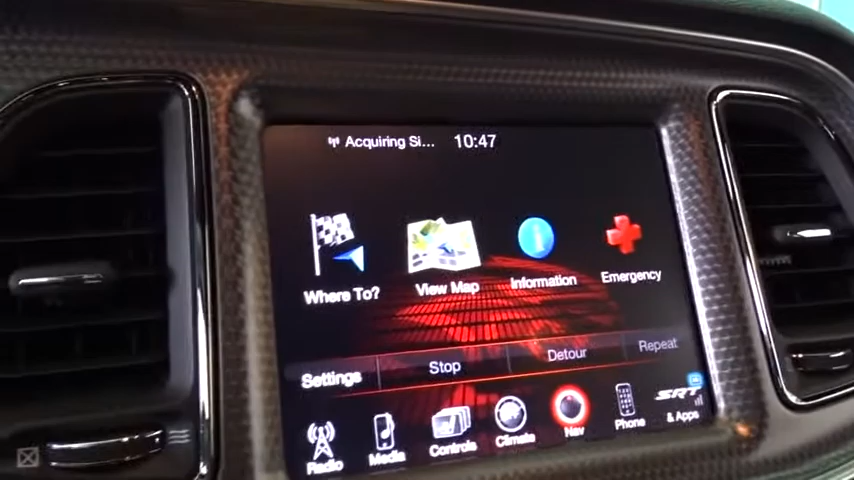 Acquiring Si... 10:47
Where To? View Map Information Emergency
Settings Stop Detour Repeat
Radio Media Controls Climate Nav Phone SRT & Apps